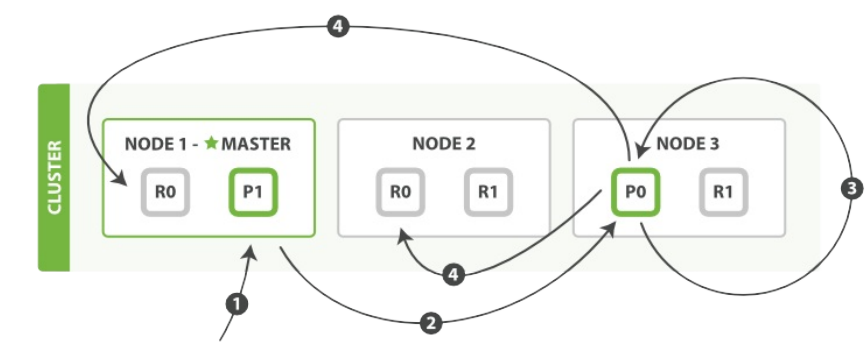 4
CLUSTER
NODE 1 - ★MASTER
NODE 2
NODE 3
R0
P1
R0
R1
P0
R1
3
4
1
2